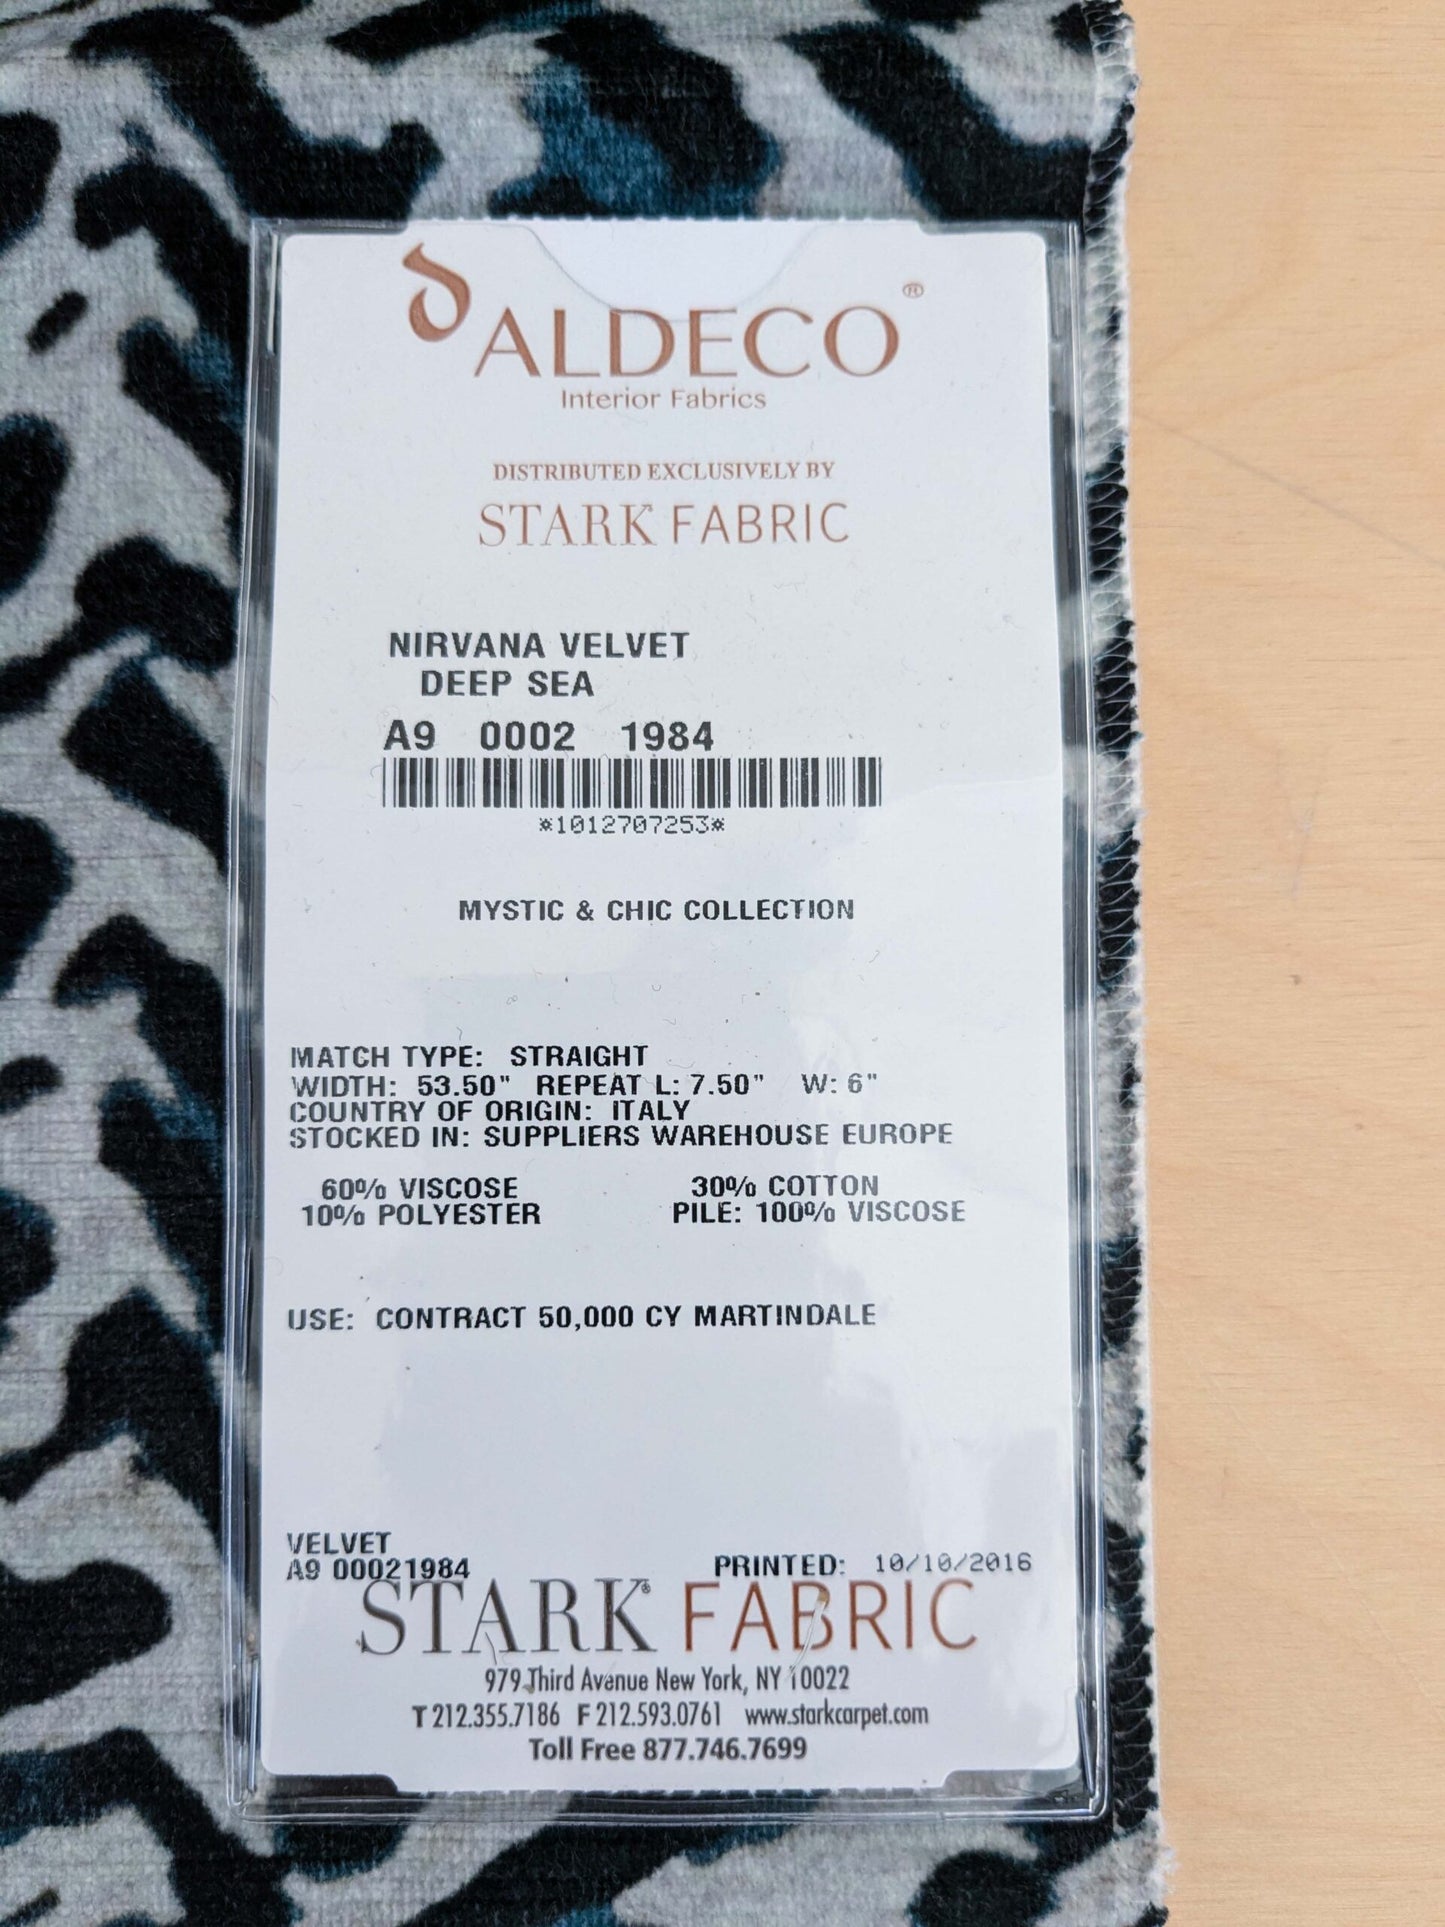 ALDECO®
Interior Fabrics
DISTRIBUTED EXCLUSIVELY BY
STARK FABRIC
NIRVANA VELVET
DEEP SEA
A9 0002 1984
*1012707253*
MYSTIC & CHIC COLLECTION
MATCH TYPE: STRAIGHT
WIDTH: 53.50" REPEAT L: 7.50" W: 6"
COUNTRY OF ORIGIN: ITALY
STOCKED IN: SUPPLIERS WAREHOUSE EUROPE
60% VISCOSE 30% COTTON
10% POLYESTER PILE: 100% VISCOSE
USE: CONTRACT 50,000 CY MARTINDALE
VELVET
A9 00021984 PRINTED: 10/10/2016
STARK® FABRIC
979 Third Avenue New York, NY 10022
T 212.355.7186 F 212.593.0761 www.starkcarpet.com
Toll Free 877.746.7699